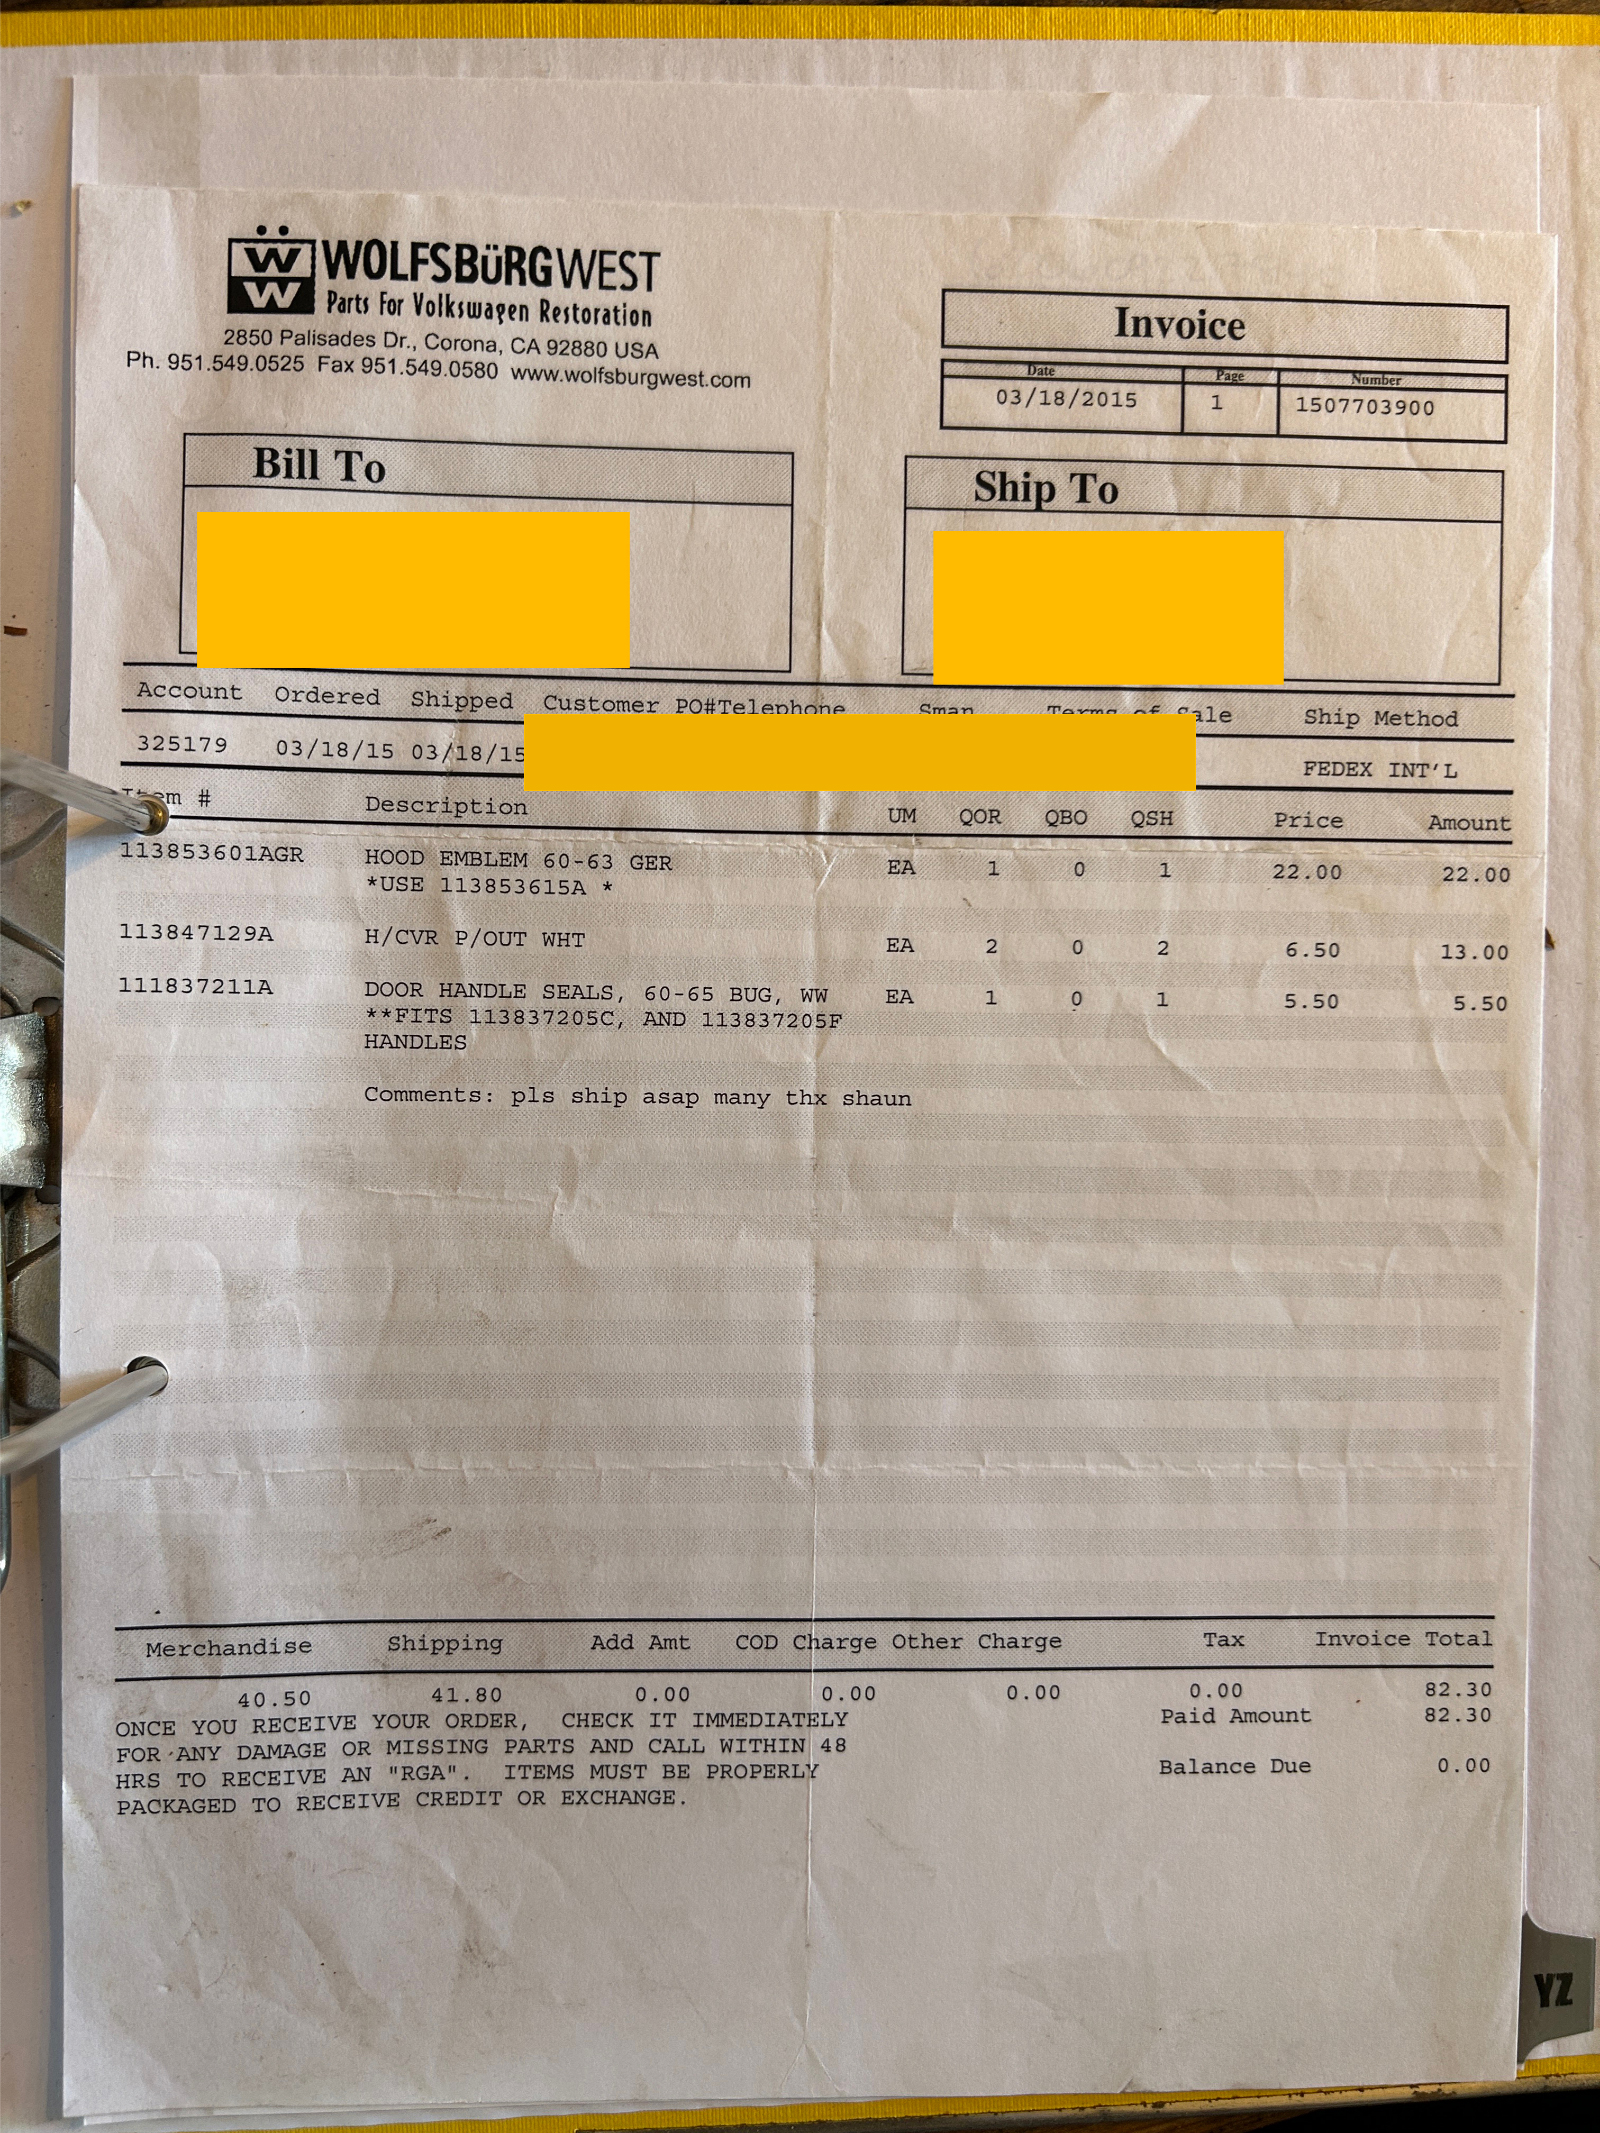 WOLFSBüRGWEST
Parts For Volkswagen Restoration
2850 Palisades Dr., Corona, CA 92880 USA
Ph. 951.549.0525 Fax 951.549.0580 www.wolfsburgwest.com
Invoice
Date Page Number
03/18/2015 1 1507703900
Bill To
Ship To
Account Ordered Shipped Customer PO#Telephone Sman Terms of Sale Ship Method
325179 03/18/15 03/18/15 FEDEX INT'L
Item # Description UM QOR QBO QSH Price Amount
113853601AGR HOOD EMBLEM 60-63 GER EA 1 0 1 22.00 22.00
*USE 113853615A *
113847129A H/CVR P/OUT WHT EA 2 0 2 6.50 13.00
111837211A DOOR HANDLE SEALS, 60-65 BUG, WW EA 1 0 1 5.50 5.50
**FITS 113837205C, AND 113837205F
HANDLES
Comments: pls ship asap many thx shaun
Merchandise Shipping Add Amt COD Charge Other Charge Tax Invoice Total
40.50 41.80 0.00 0.00 0.00 0.00 82.30
ONCE YOU RECEIVE YOUR ORDER, CHECK IT IMMEDIATELY Paid Amount 82.30
FOR ANY DAMAGE OR MISSING PARTS AND CALL WITHIN 48
HRS TO RECEIVE AN "RGA". ITEMS MUST BE PROPERLY Balance Due 0.00
PACKAGED TO RECEIVE CREDIT OR EXCHANGE.
YZ